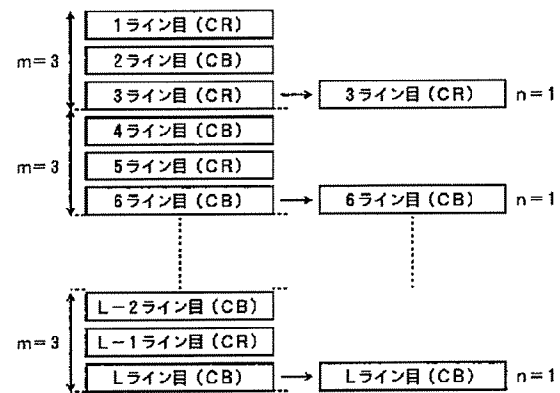 1ライン目(CR)
m=3
2ライン目(CB)
3ライン目(CR)
3ライン目(CR)
n=1
4ライン目(CB)
m=3
5ライン目(CR)
6ライン目(CB)
6ライン目(CB)
n=1
L-2ライン目(CB)
m=3
L-1ライン目(CR)
Lライン目(CB)
Lライン目(CB)
n=1